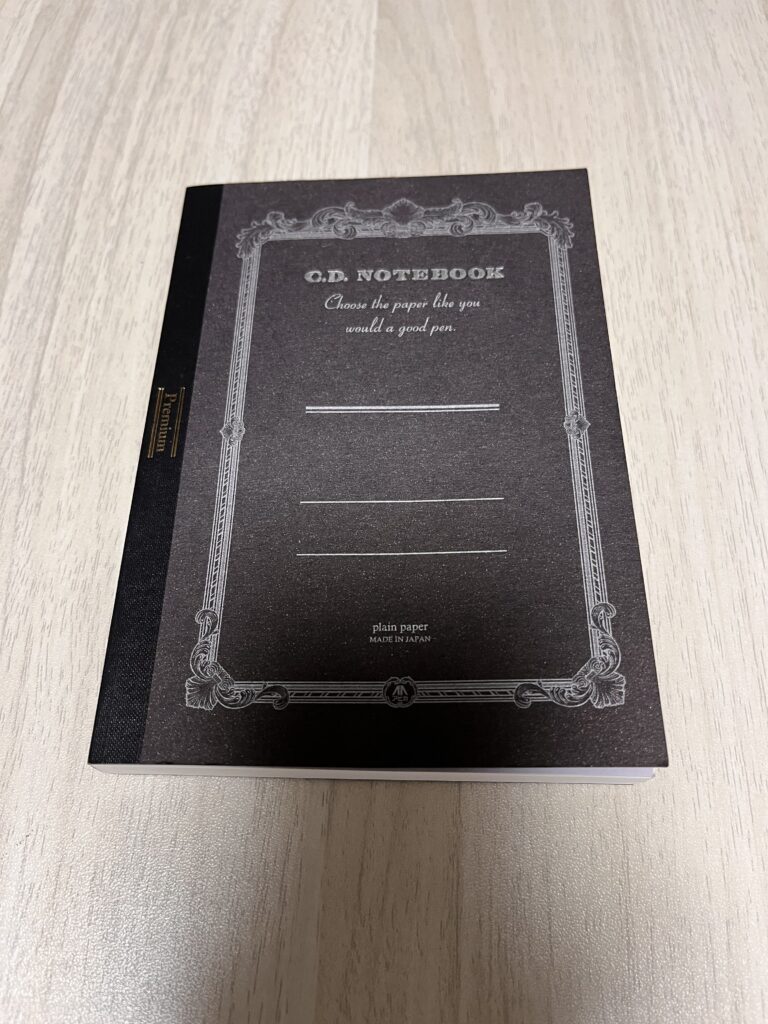 C.D. NOTEBOOK
Choose the paper like you
would a good pen.
Premium
plain paper
MADE IN JAPAN